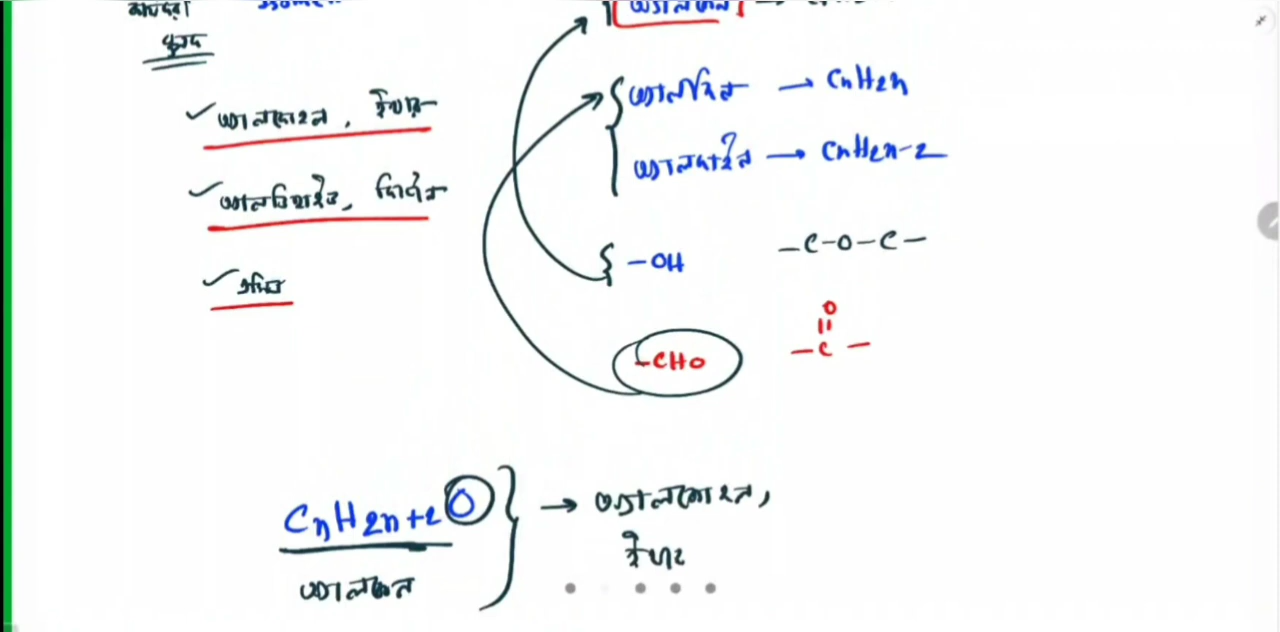 অ্যালকেন
অ্যালকোহল, ইথার
অ্যালডিহাইড, কিটোন
এসিড
অ্যালকিন → CnH2n
অ্যালকাইন → CnH2n-2
-OH
-C-O-C-
O
||
-C-
-CHO
CnH2n+2O → অ্যালকোহল,
ইথার
অ্যালকেন